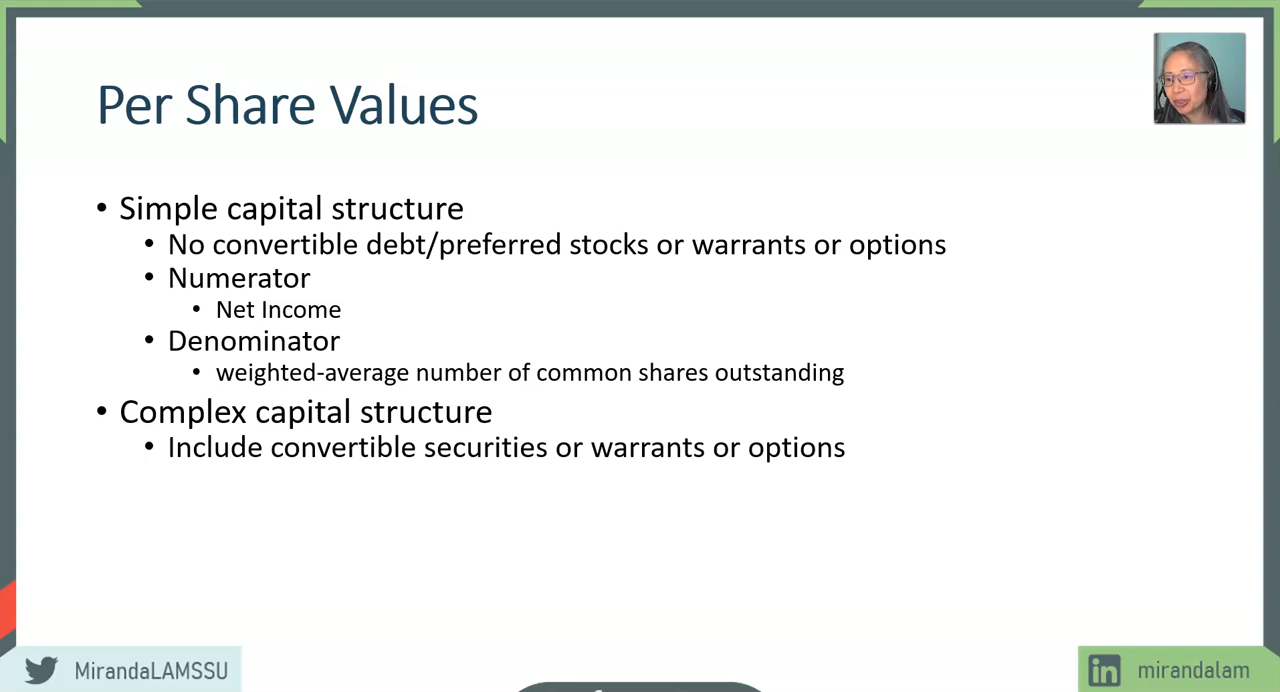 Per Share Values
• Simple capital structure
• No convertible debt/preferred stocks or warrants or options
• Numerator
• Net Income
• Denominator
• weighted-average number of common shares outstanding
• Complex capital structure
• Include convertible securities or warrants or options
MirandaLAMSSU
in mirandalam